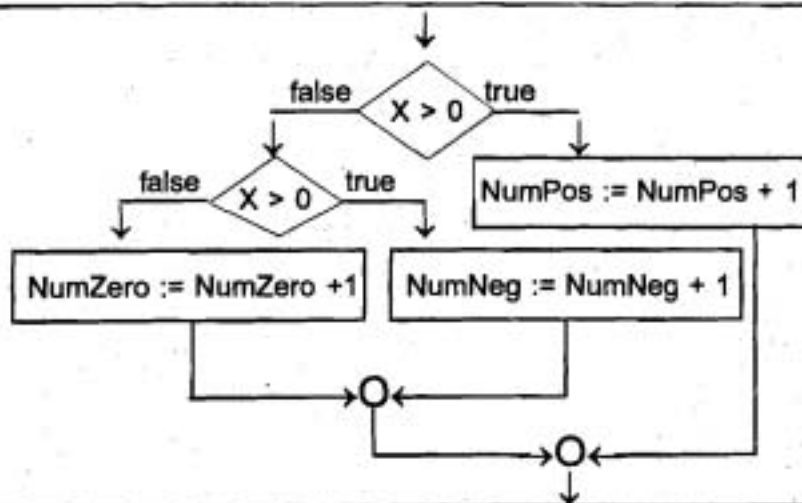 false
true
X > 0
false
true
X > 0
NumPos := NumPos + 1
NumZero := NumZero +1
NumNeg := NumNeg + 1